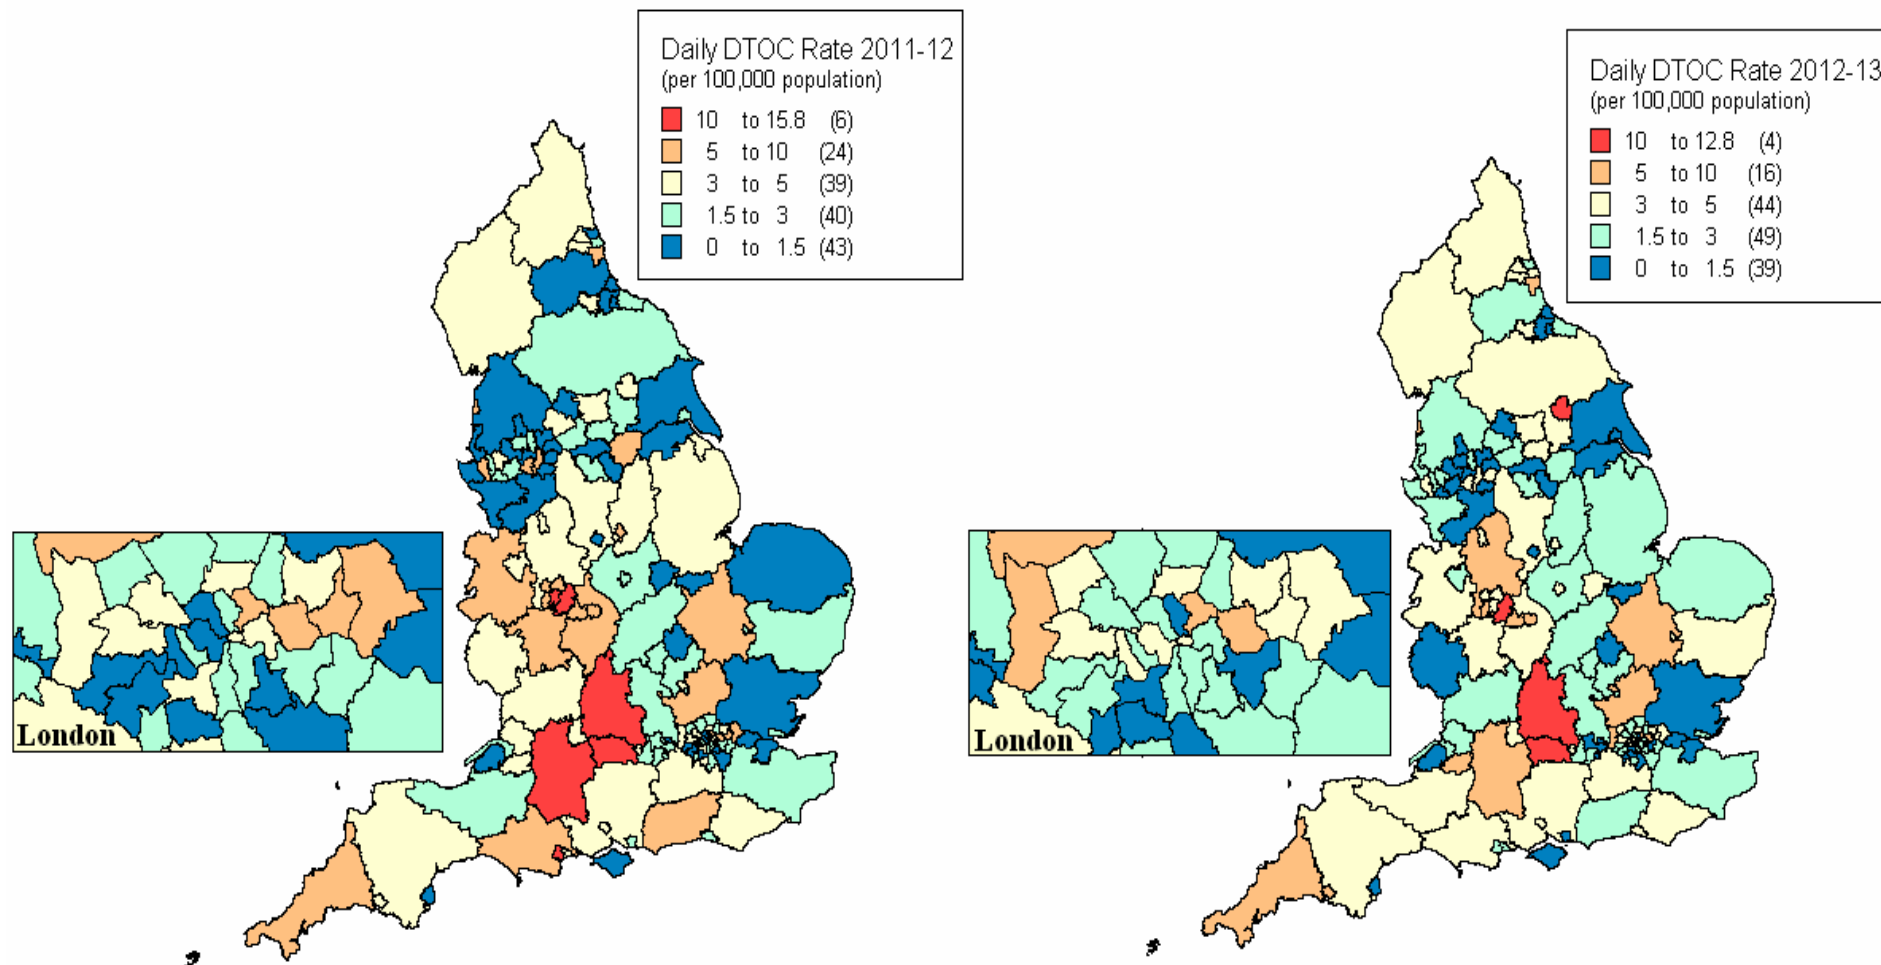 Daily DTOC Rate 2011-12
(per 100,000 population)
10 to 15.8 (6)
5 to 10 (24)
3 to 5 (39)
1.5 to 3 (40)
0 to 1.5 (43)
London
Daily DTOC Rate 2012-13
(per 100,000 population)
10 to 12.8 (4)
5 to 10 (16)
3 to 5 (44)
1.5 to 3 (49)
0 to 1.5 (39)
London